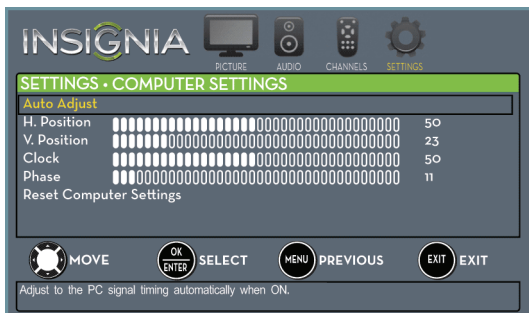 INSIGNIA
PICTURE AUDIO CHANNELS SETTINGS
SETTINGS • COMPUTER SETTINGS
Auto Adjust
H. Position 50
V. Position 23
Clock 50
Phase 11
Reset Computer Settings
MOVE OK ENTER SELECT MENU PREVIOUS EXIT EXIT
Adjust to the PC signal timing automatically when ON.